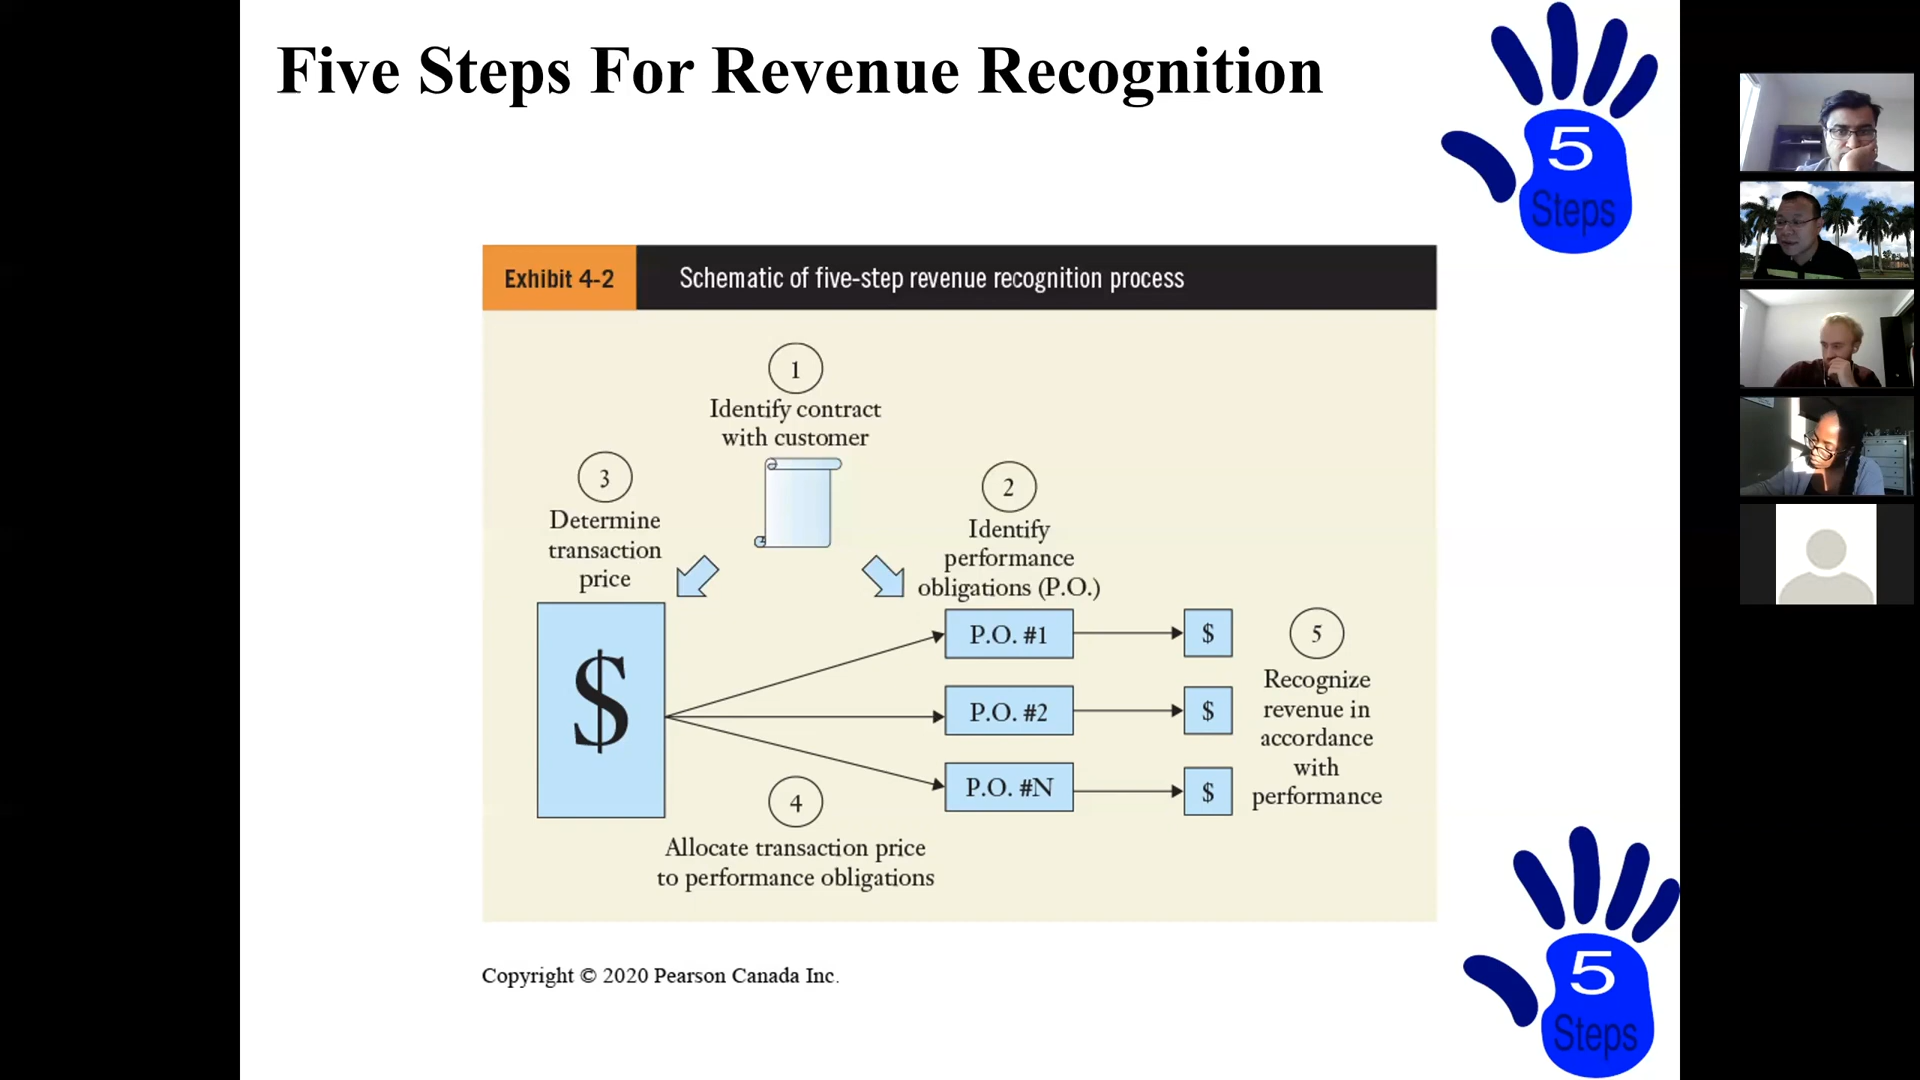 Five Steps For Revenue Recognition
5
Steps
Exhibit 4-2
Schematic of five-step revenue recognition process
1
Identify contract
with customer
3
Determine
transaction
price
2
Identify
performance
obligations (P.O.)
$
P.O. #1
$
P.O. #2
$
P.O. #N
$
5
Recognize
revenue in
accordance
with
performance
4
Allocate transaction price
to performance obligations
Copyright © 2020 Pearson Canada Inc.
5
Steps